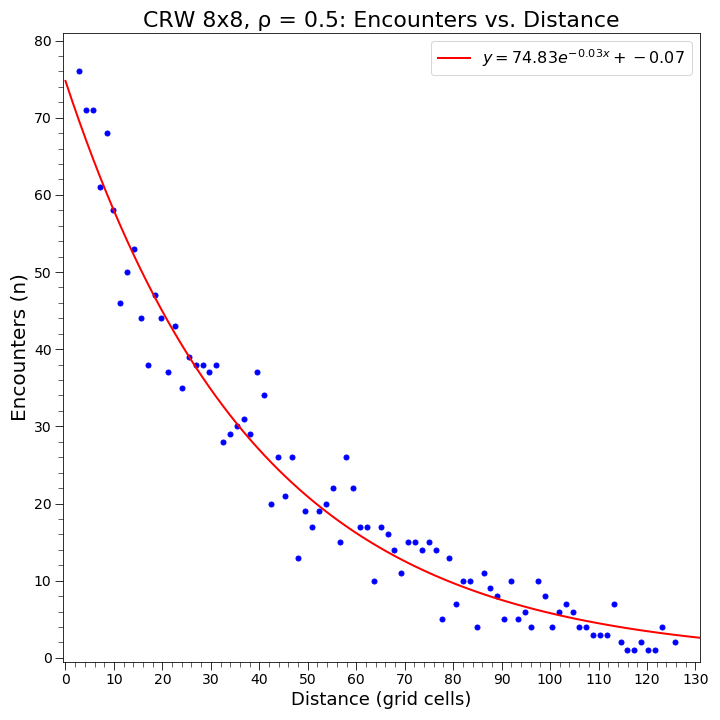 CRW 8x8, ρ = 0.5: Encounters vs. Distance
y = 74.83e^{-0.03x} + -0.07
80
70
60
50
40
30
20
10
0
Encounters (n)
0 10 20 30 40 50 60 70 80 90 100 110 120 130
Distance (grid cells)